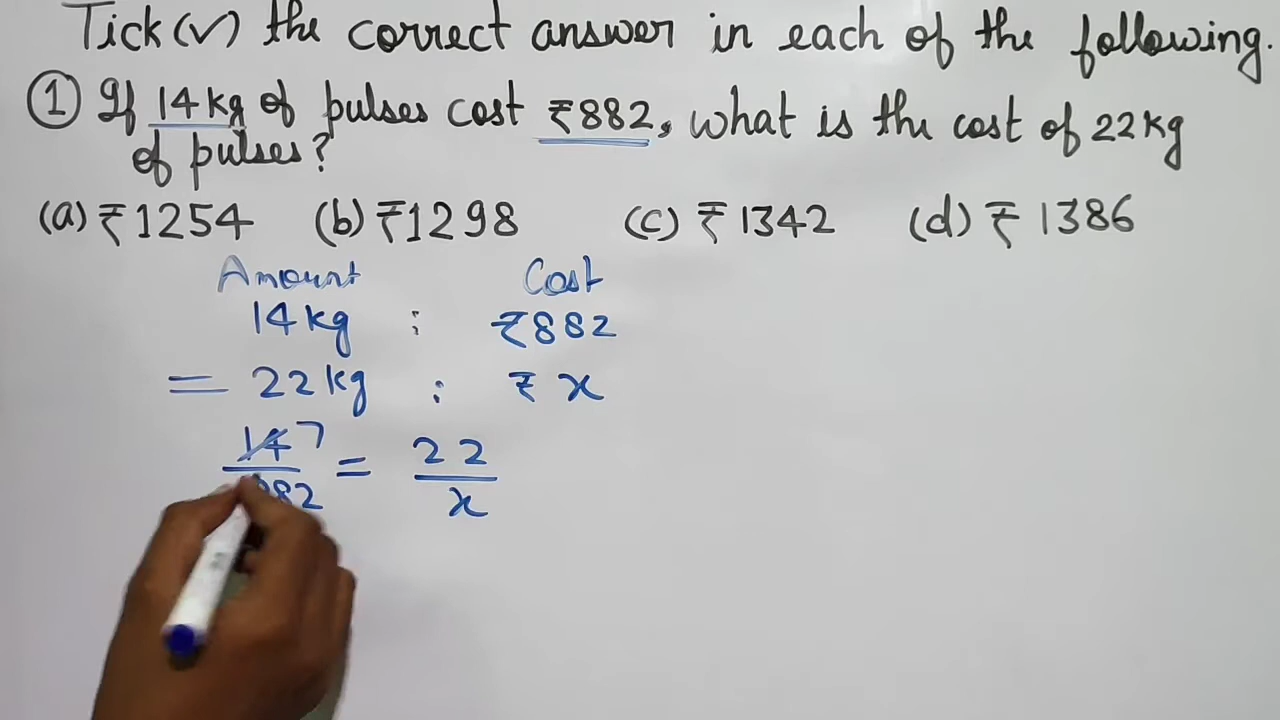 Tick (✓) the correct answer in each of the following.
① If 14 kg of pulses cost ₹882, what is the cost of 22 kg
of pulses?
(a) ₹1254 (b) ₹1298 (c) ₹1342 (d) ₹1386
Amount Cost
14 kg : ₹882
= 22 kg : ₹ x
14 7 = 22
882 x